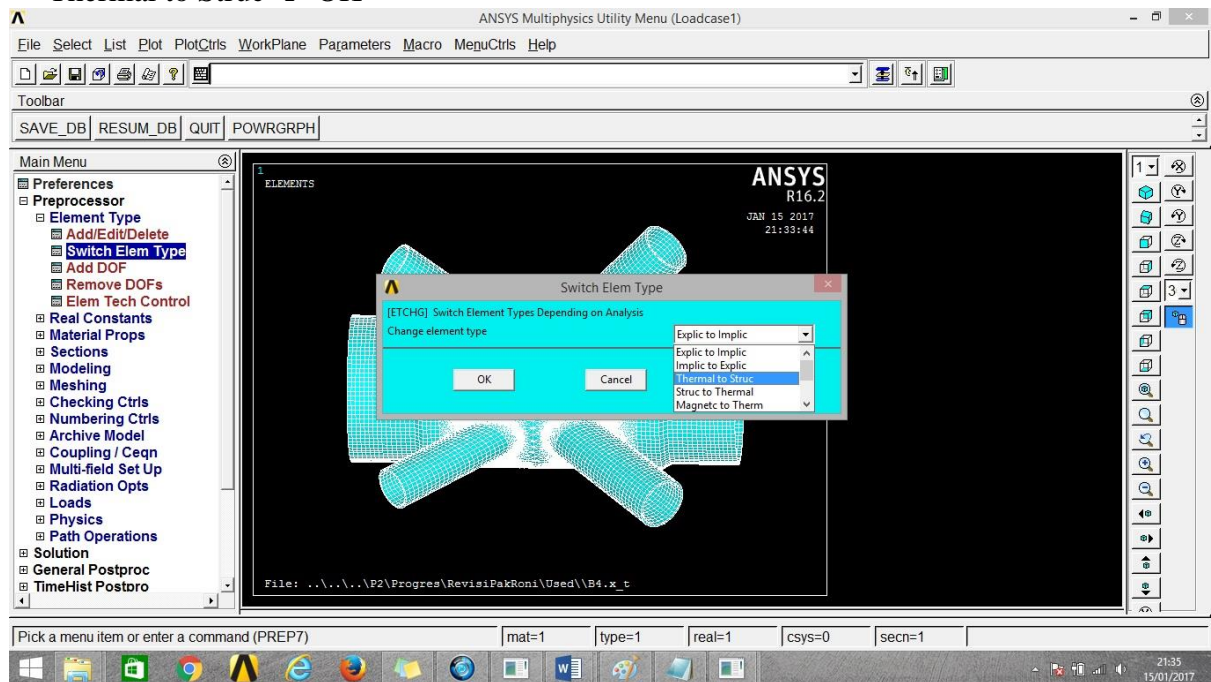 ANSYS Multiphysics Utility Menu (Loadcase1)
File Select List Plot PlotCtrls WorkPlane Parameters Macro MenuCtrls Help
Toolbar
SAVE_DB RESUM_DB QUIT POWRGRPH
Main Menu
Preferences
Preprocessor
Element Type
Add/Edit/Delete
Switch Elem Type
Add DOF
Remove DOFs
Elem Tech Control
Real Constants
Material Props
Sections
Modeling
Meshing
Checking Ctrls
Numbering Ctrls
Archive Model
Coupling / Ceqn
Multi-field Set Up
Radiation Opts
Loads
Physics
Path Operations
Solution
General Postproc
TimeHist Postpro
1
ELEMENTS
ANSYS
R16.2
JAN 15 2017
21:33:44
Switch Elem Type
[ETCHG] Switch Element Types Depending on Analysis
Change element type
Explic to Implic
Explic to Implic
Implic to Explic
Thermal to Struc
Struc to Thermal
Magnetc to Therm
OK Cancel
File: ..\..\..\P2\Progres\RevisiPakRoni\Used\\B4.x_t
1
3
Pick a menu item or enter a command (PREP7) mat=1 type=1 real=1 csys=0 secn=1
21:35
15/01/2017